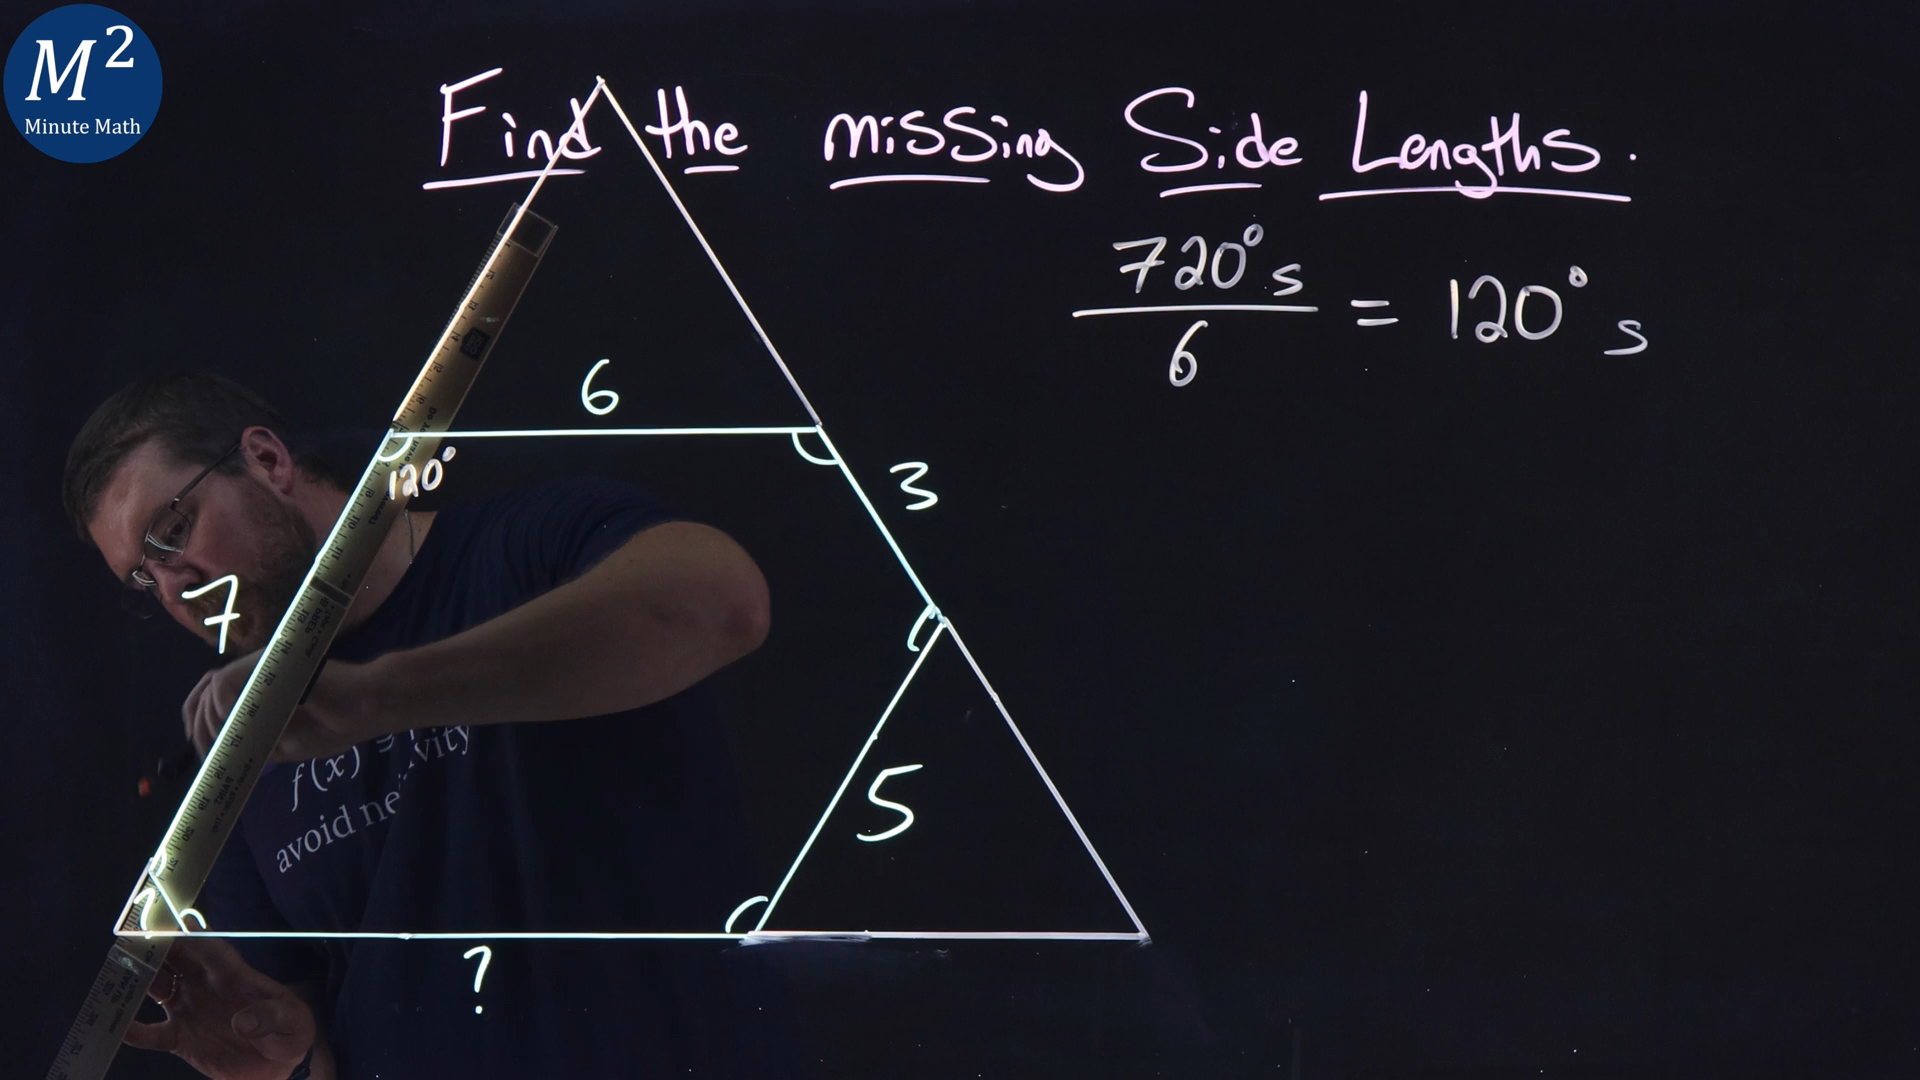 M²
Minute Math
Find the missing Side Lengths.
720° s
6
= 120° s
6
120°
3
7
f(x)
avoid ne vity
5
?
?